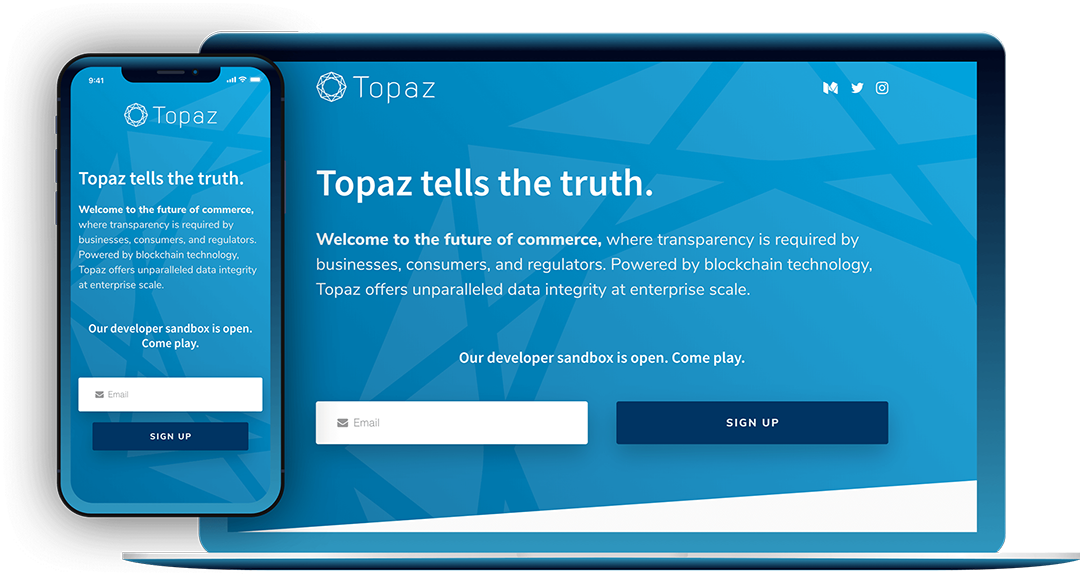 9:41
Topaz
Topaz tells the truth.
Welcome to the future of commerce,
where transparency is required by
businesses, consumers, and regulators.
Powered by blockchain technology,
Topaz offers unparalleled data integrity
at enterprise scale.
Our developer sandbox is open.
Come play.
Email
SIGN UP
Topaz
Topaz tells the truth.
Welcome to the future of commerce, where transparency is required by
businesses, consumers, and regulators. Powered by blockchain technology,
Topaz offers unparalleled data integrity at enterprise scale.
Our developer sandbox is open. Come play.
Email
SIGN UP